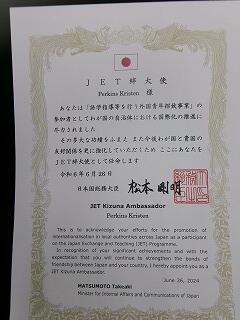 JET絆大使
Perkins Kristen 様
あなたは「語学指導等を行う外国青年招致事業」の
参加者としてわが国の自治体における国際化の推進に
尽力されました
その多大な功績をふまえ また今後わが国と貴国の
友好関係を更に強化していただくため ここにあなたを
JET絆大使として任命します
令和6年6月26日
日本国総務大臣 松本剛明
JET Kizuna Ambassador
Perkins Kristen
This is to acknowledge your efforts for the promotion of
internationalisation in local authorities across Japan as a participant
on the Japan Exchange and Teaching (JET) Programme.
In recognition of your significant achievements and with the
expectation that you will continue to strengthen the bonds of
friendship between Japan and your country, I hereby appoint you as a
JET Kizuna Ambassador.
June 26, 2024
MATSUMOTO Takeaki
Minister for Internal Affairs and Communications of Japan